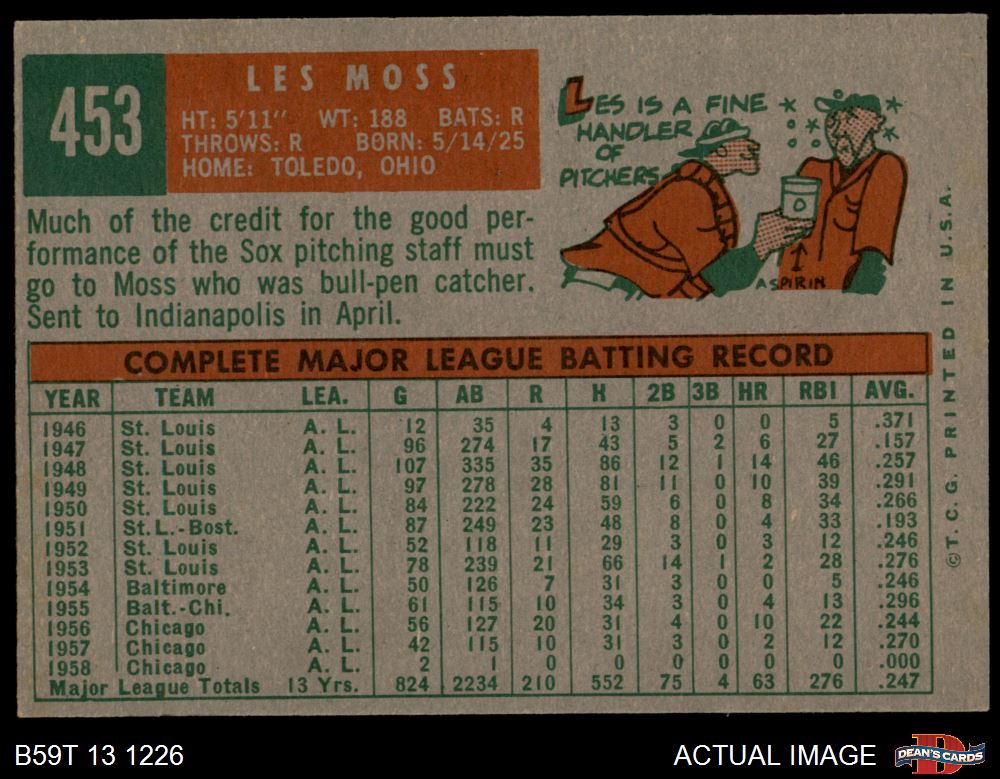 453
LES MOSS
HT: 5'11" WT: 188 BATS: R
THROWS: R BORN: 5/14/25
HOME: TOLEDO, OHIO
LES IS A FINE
HANDLER
OF
PITCHERS
ASPIRIN
Much of the credit for the good per-
formance of the Sox pitching staff must
go to Moss who was bull-pen catcher.
Sent to Indianapolis in April.
COMPLETE MAJOR LEAGUE BATTING RECORD
YEAR TEAM LEA. G AB R H 2B 3B HR RBI AVG.
1946 St. Louis A. L. 12 35 4 13 3 0 0 5 .371
1947 St. Louis A. L. 96 274 17 43 5 2 6 27 .157
1948 St. Louis A. L. 107 335 35 86 12 1 14 46 .257
1949 St. Louis A. L. 97 278 28 81 11 0 10 39 .291
1950 St. Louis A. L. 84 222 24 59 6 0 8 34 .266
1951 St. L.-Bost. A. L. 87 249 23 48 8 0 4 33 .193
1952 St. Louis A. L. 52 118 11 29 3 0 3 12 .246
1953 St. Louis A. L. 78 239 21 66 14 1 2 28 .276
1954 Baltimore A. L. 50 126 7 31 3 0 0 5 .246
1955 Balt.-Chi. A. L. 61 115 10 34 3 0 4 13 .296
1956 Chicago A. L. 56 127 20 31 4 0 10 22 .244
1957 Chicago A. L. 42 115 10 31 3 0 2 12 .270
1958 Chicago A. L. 2 1 0 0 0 0 0 0 .000
Major League Totals 13 Yrs. 824 2234 210 552 75 4 63 276 .247
© T. C. G. PRINTED IN U.S.A.
B59T 13 1226
ACTUAL IMAGE
DEAN'S CARDS